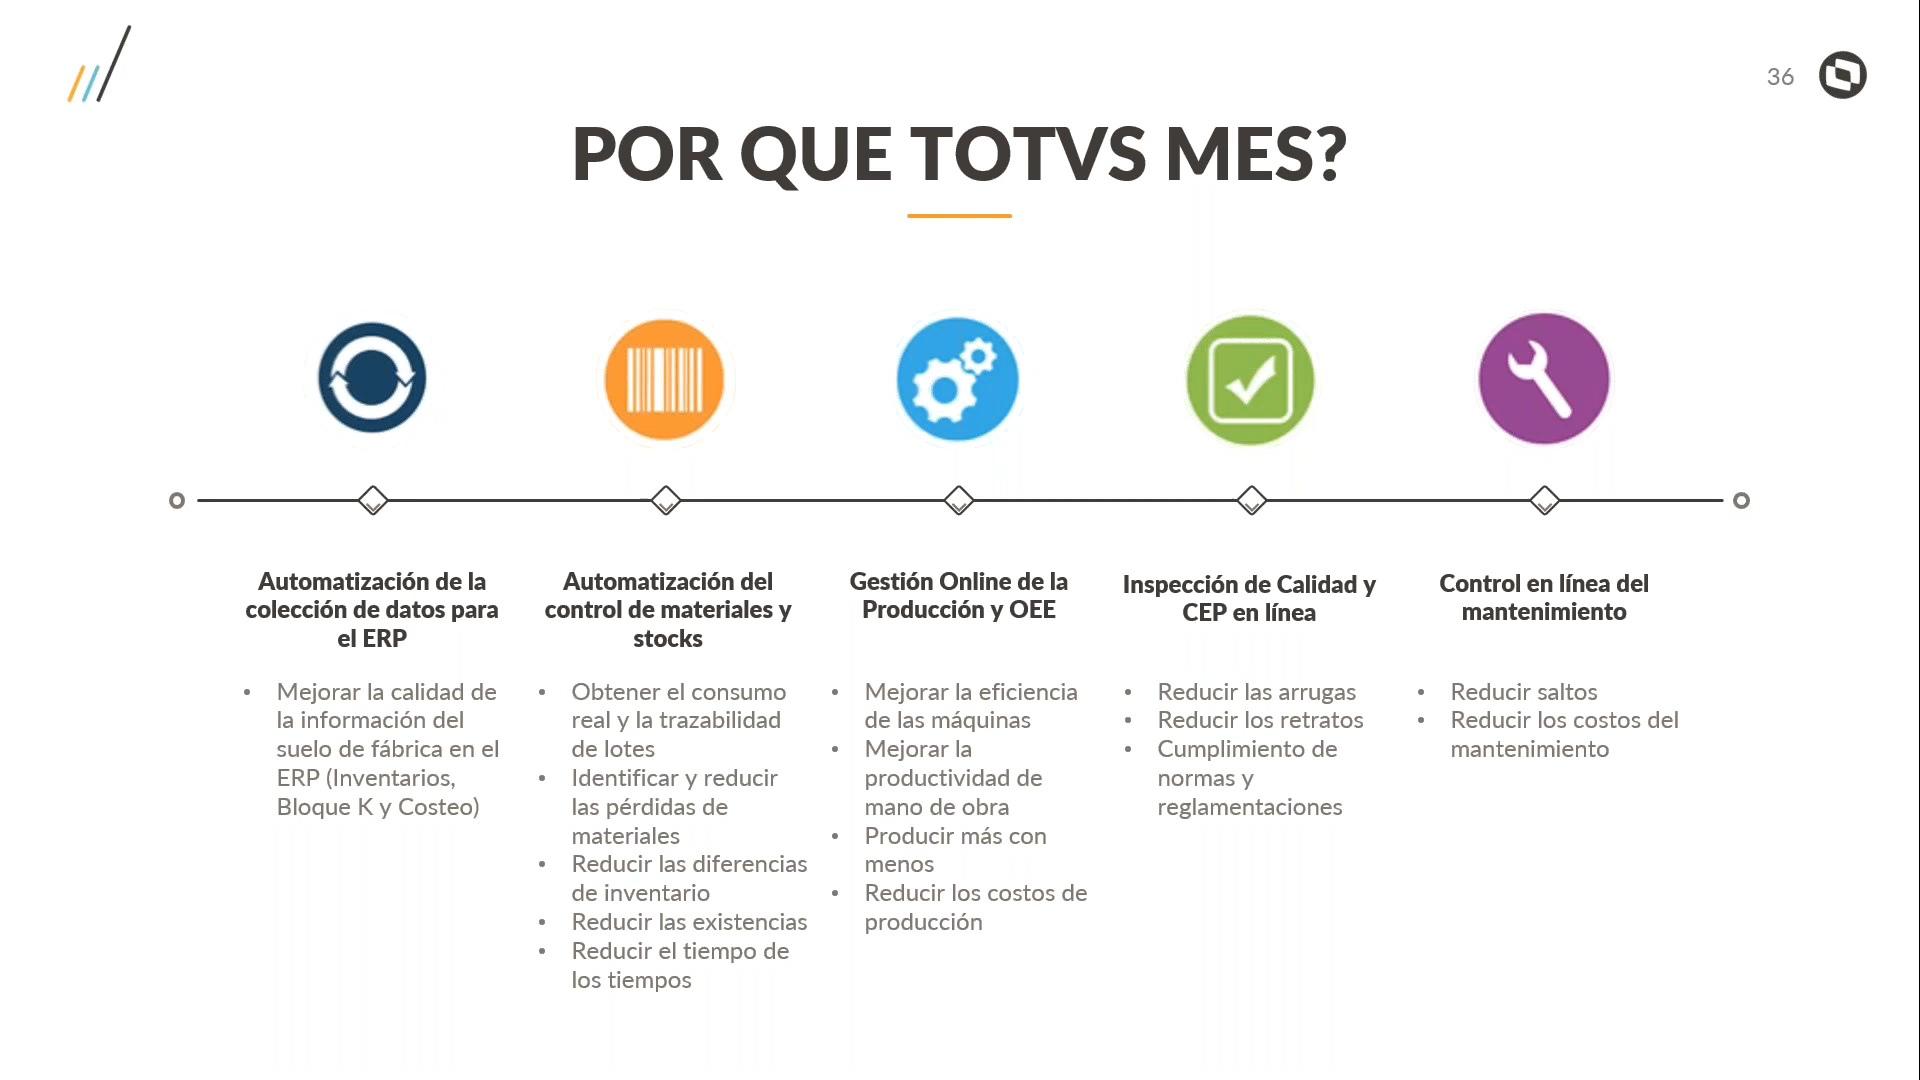 36
POR QUE TOTVS MES?
Automatización de la
colección de datos para
el ERP
• Mejorar la calidad de
la información del
suelo de fábrica en el
ERP (Inventarios,
Bloque K y Costeo)
Automatización del
control de materiales y
stocks
• Obtener el consumo
real y la trazabilidad
de lotes
• Identificar y reducir
las pérdidas de
materiales
• Reducir las diferencias
de inventario
• Reducir las existencias
• Reducir el tiempo de
los tiempos
Gestión Online de la
Producción y OEE
• Mejorar la eficiencia
de las máquinas
• Mejorar la
productividad de
mano de obra
• Producir más con
menos
• Reducir los costos de
producción
Inspección de Calidad y
CEP en línea
• Reducir las arrugas
• Reducir los retratos
• Cumplimiento de
normas y
reglamentaciones
Control en línea del
mantenimiento
• Reducir saltos
• Reducir los costos del
mantenimiento